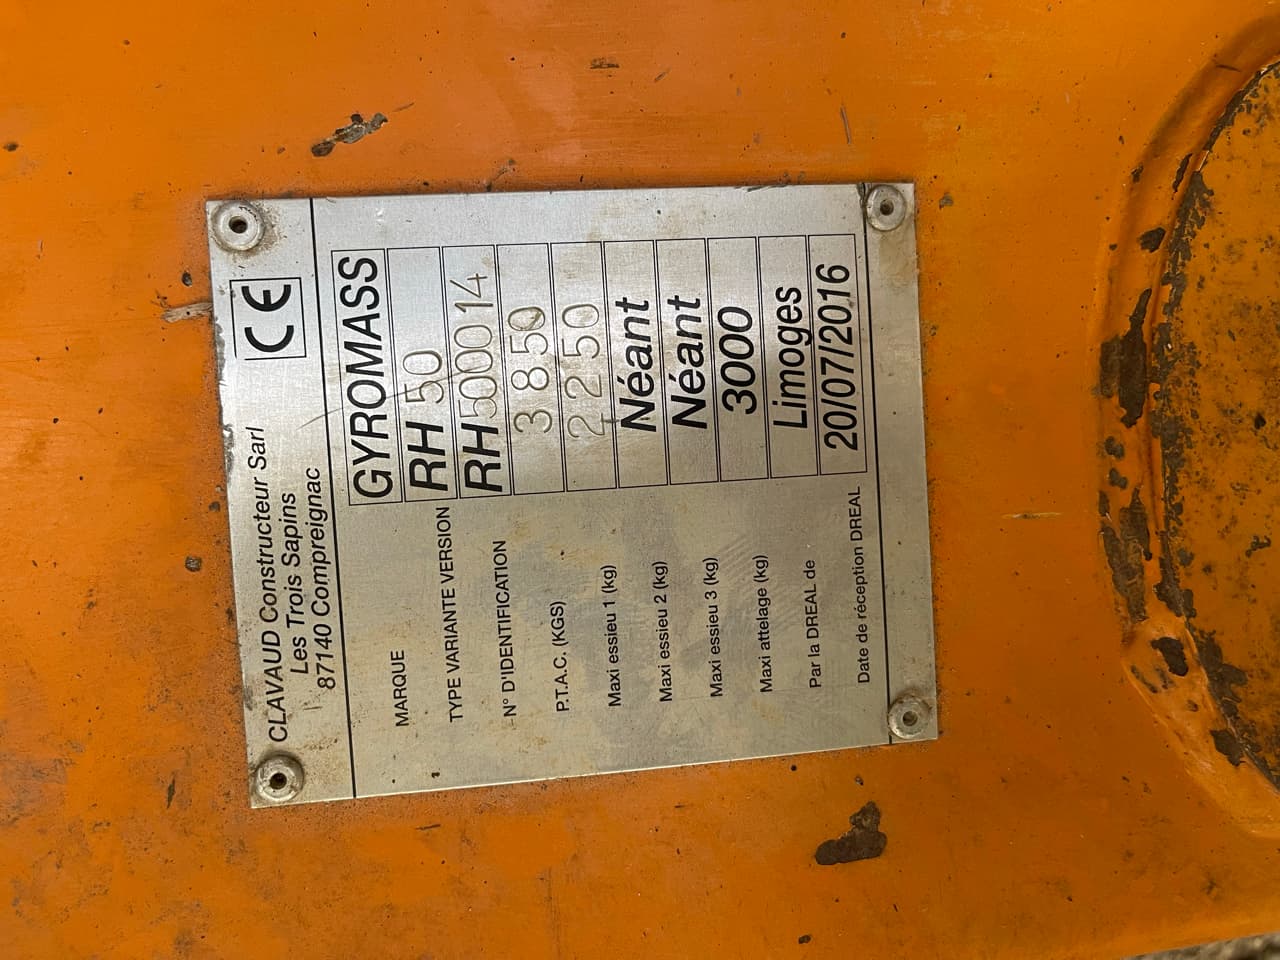 CLAVAUD Constructeur Sarl
Les Trois Sapins
87140 Compreignac
CE
MARQUE GYROMASS
TYPE VARIANTE VERSION RH 50
N° D'IDENTIFICATION RH500014
P.T.A.C. (KGS) 3850
Maxi essieu 1 (kg) 2250
Maxi essieu 2 (kg) Néant
Maxi essieu 3 (kg) Néant
Maxi attelage (kg) 3000
Par la DREAL de Limoges
Date de réception DREAL 20/07/2016